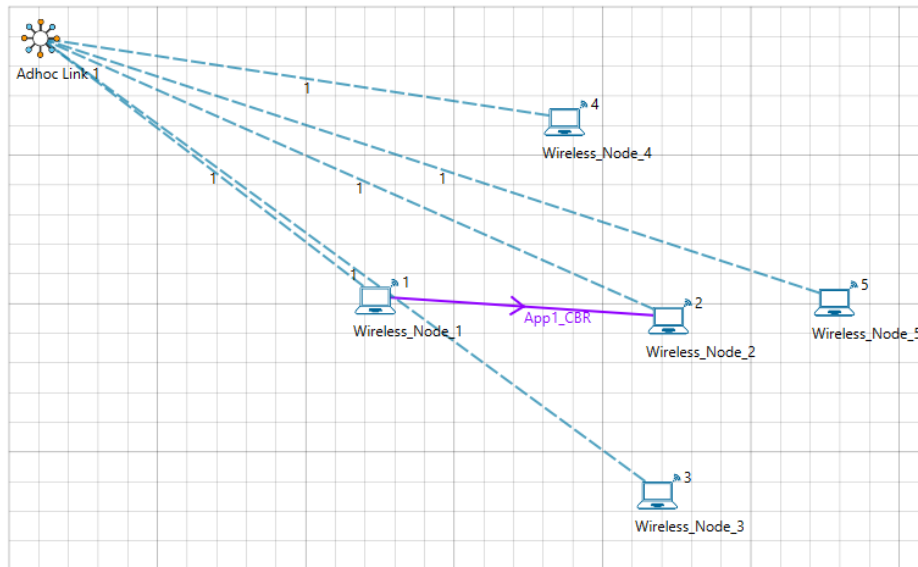 Adhoc Link 1
1
4
Wireless_Node_4
1
1
1
1
1
5
App1_CBR
2
Wireless_Node_1
Wireless_Node_5
Wireless_Node_2
3
Wireless_Node_3